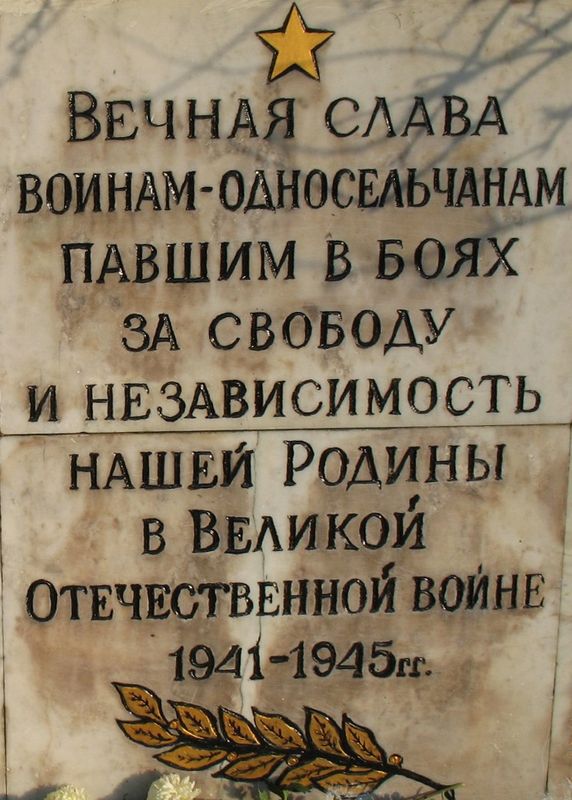 Вечная слава
воинам-односельчанам
павшим в боях
за свободу
и независимость
нашей Родины
в Великой
Отечественной войне
1941-1945гг.